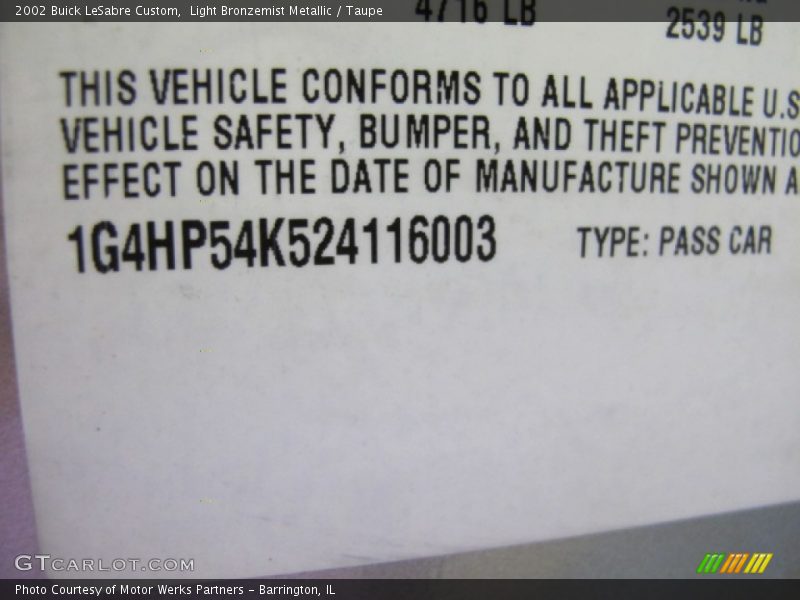 2002 Buick LeSabre Custom, Light Bronzemist Metallic / Taupe
4716 LB
2539 LB
THIS VEHICLE CONFORMS TO ALL APPLICABLE U.S
VEHICLE SAFETY, BUMPER, AND THEFT PREVENTIO
EFFECT ON THE DATE OF MANUFACTURE SHOWN A
1G4HP54K524116003 TYPE: PASS CAR
GTCARLOT.COM
Photo Courtesy of Motor Werks Partners - Barrington, IL